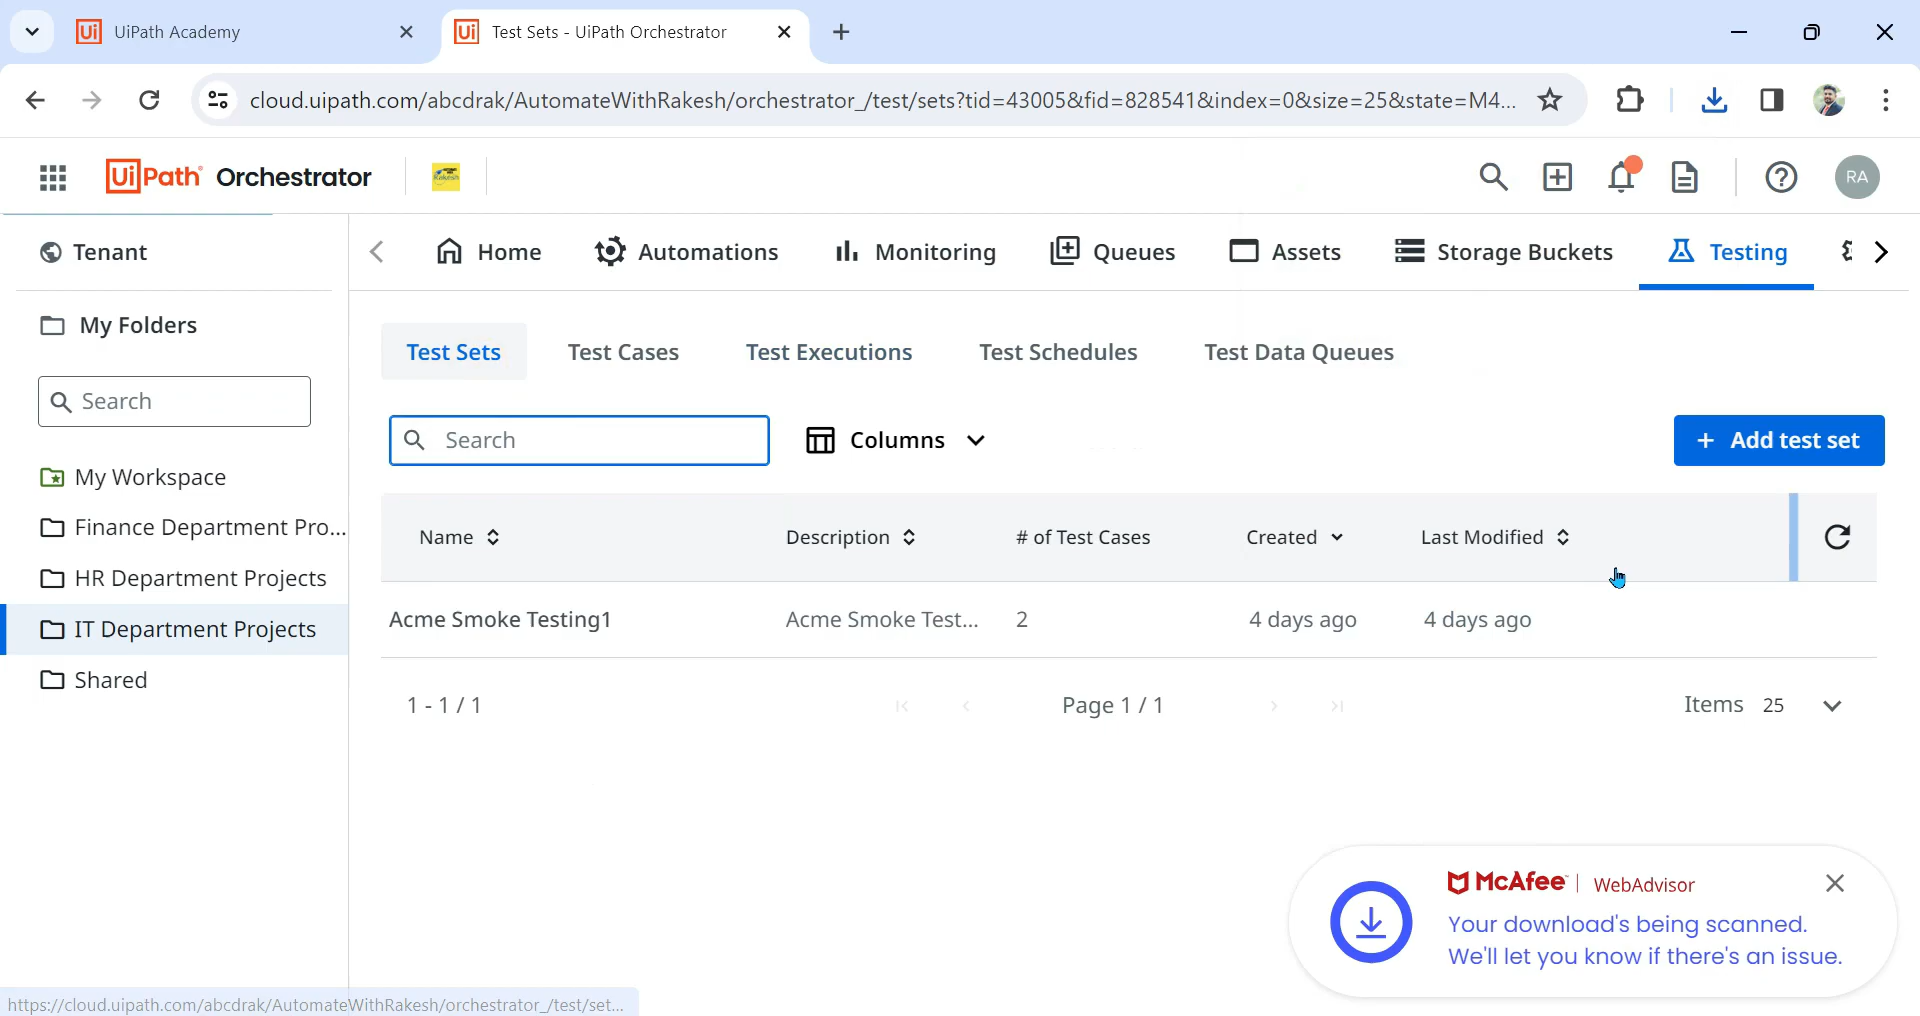 UiPath Academy
Test Sets - UiPath Orchestrator
cloud.uipath.com/abcdrak/AutomateWithRakesh/orchestrator_/test/sets?tid=43005&fid=828541&index=0&size=25&state=M4...
UiPath Orchestrator
RA
Tenant
Home
Automations
Monitoring
Queues
Assets
Storage Buckets
Testing
My Folders
Search
My Workspace
Finance Department Pro...
HR Department Projects
IT Department Projects
Shared
Test Sets
Test Cases
Test Executions
Test Schedules
Test Data Queues
Search
Columns
+ Add test set
Name Description # of Test Cases Created Last Modified
Acme Smoke Testing1 Acme Smoke Test... 2 4 days ago 4 days ago
1 - 1 / 1
Page 1 / 1
Items 25
McAfee | WebAdvisor
Your download's being scanned.
We'll let you know if there's an issue.
https://cloud.uipath.com/abcdrak/AutomateWithRakesh/orchestrator_/test/set...